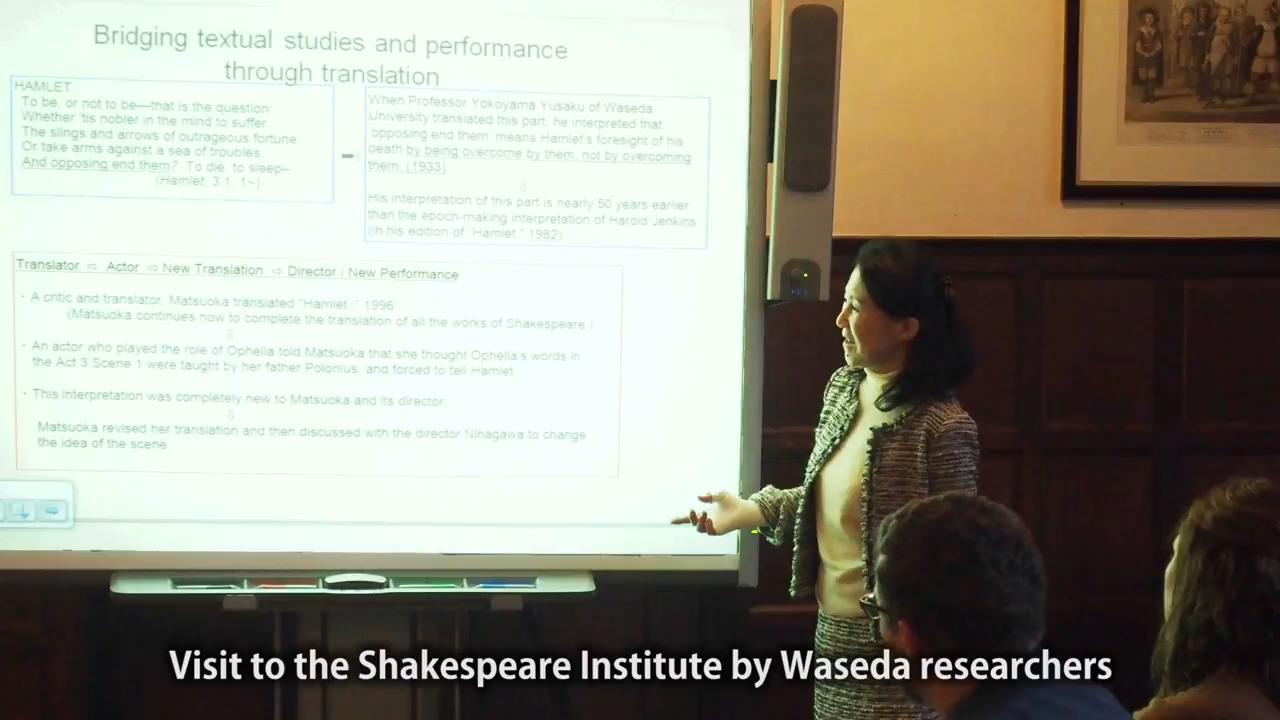 Bridging textual studies and performance
through translation
HAMLET
To be, or not to be—that is the question:
Whether 'tis nobler in the mind to suffer
The slings and arrows of outrageous fortune
Or take arms against a sea of troubles,
And opposing end them? To die, to sleep—
(Hamlet, 3.1, 1~)
When Professor Yokoyama Yusaku of Waseda
University translated this part, he interpreted that
'opposing end them' means Hamlet's foresight of his
death by being overcome by them, not by overcoming
them. (1933)
⇩
His interpretation of this part is nearly 50 years earlier
than the epoch-making interpretation of Harold Jenkins
(in his edition of "Hamlet," 1982)
Translator ⇨ Actor ⇨ New Translation ⇨ Director / New Performance
・A critic and translator, Matsuoka translated "Hamlet.," 1996
(Matsuoka continues now to complete the translation of all the works of Shakespeare.)
⇩
・An actor who played the role of Ophelia told Matsuoka that she thought Ophelia's words in
the Act 3 Scene 1 were taught by her father Polonius, and forced to tell Hamlet
・This interpretation was completely new to Matsuoka and its director
⇩
Matsuoka revised her translation and then discussed with the director Ninagawa to change
the idea of the scene.
Visit to the Shakespeare Institute by Waseda researchers